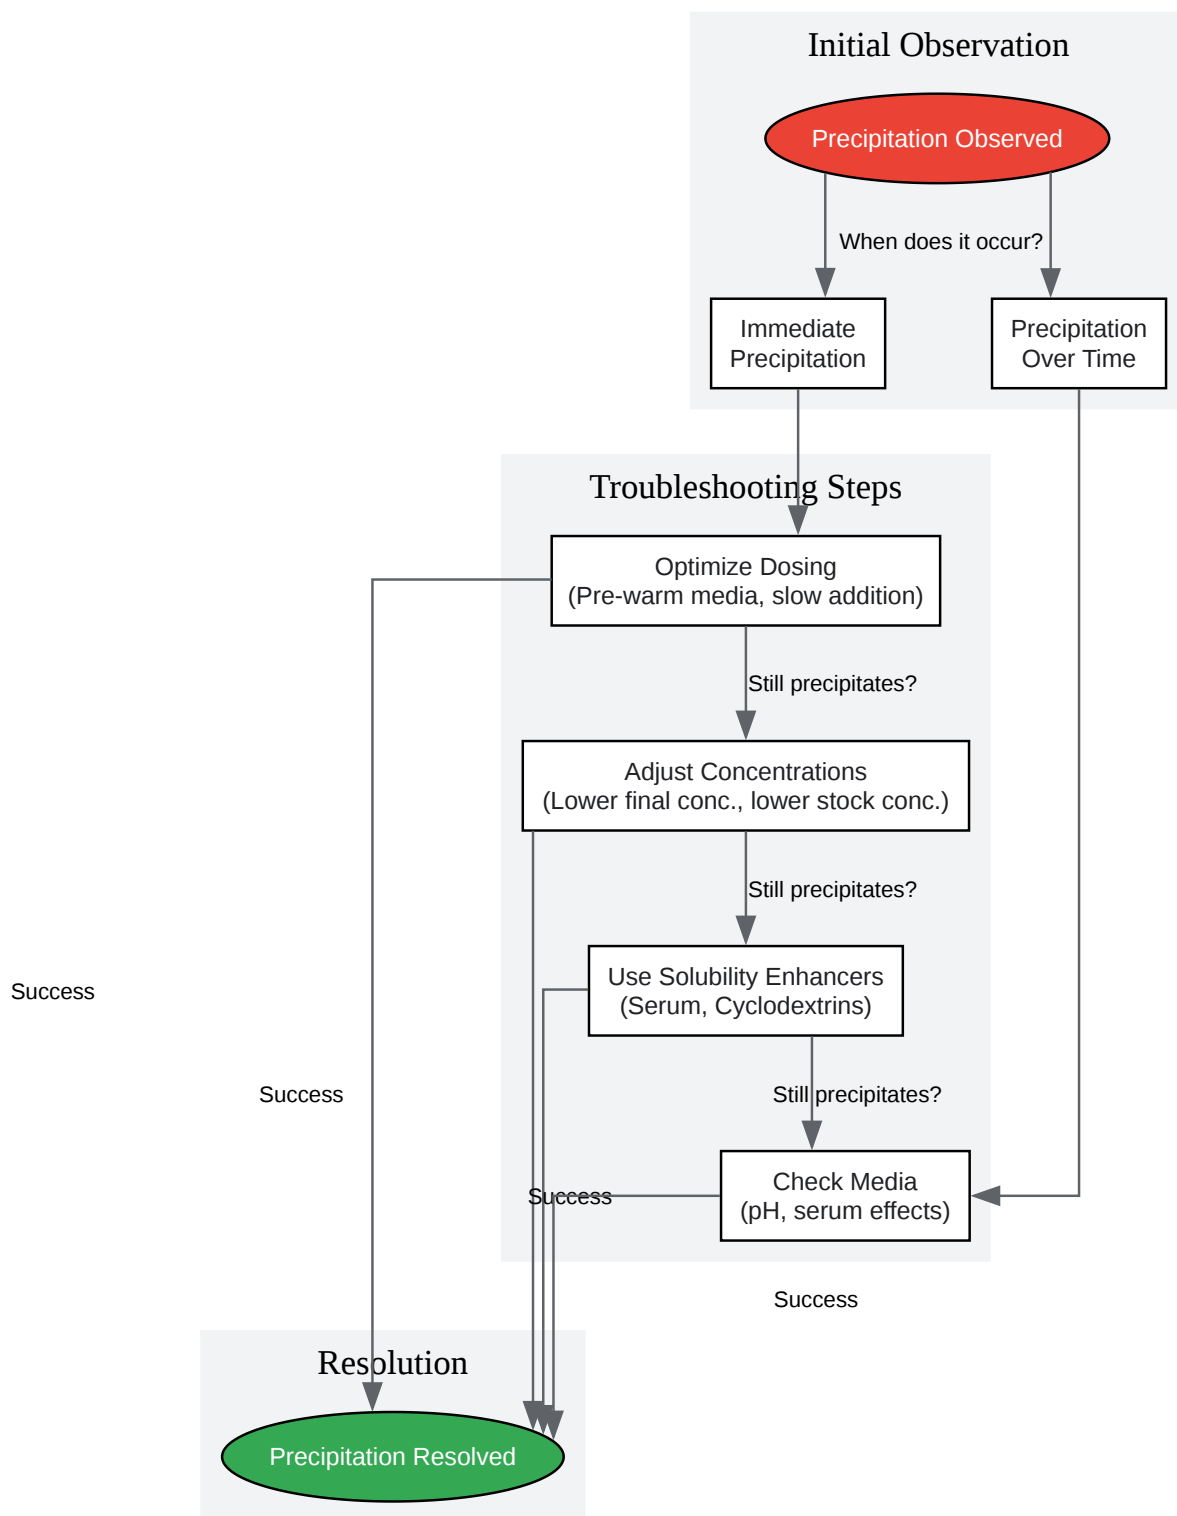 Initial Observation
Precipitation Observed
When does it occur?
Immediate
Precipitation
Precipitation
Over Time
Troubleshooting Steps
Optimize Dosing
(Pre-warm media, slow addition)
Still precipitates?
Adjust Concentrations
(Lower final conc., lower stock conc.)
Still precipitates?
Use Solubility Enhancers
(Serum, Cyclodextrins)
Success
Still precipitates?
Success
Check Media
(pH, serum effects)
Success
Success
Resolution
Precipitation Resolved